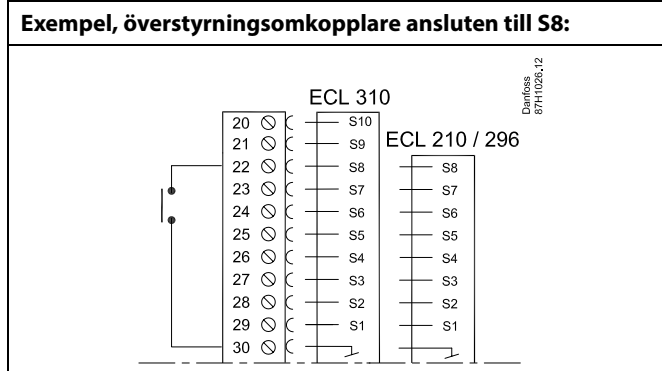 Exempel, överstyrningsomkopplare ansluten till S8:
Danfoss
87H1026.12
ECL 310
ECL 210 / 296
20 S10
21 S9
22 S8 S8
23 S7 S7
24 S6 S6
25 S5 S5
26 S4 S4
27 S3 S3
28 S2 S2
29 S1 S1
30